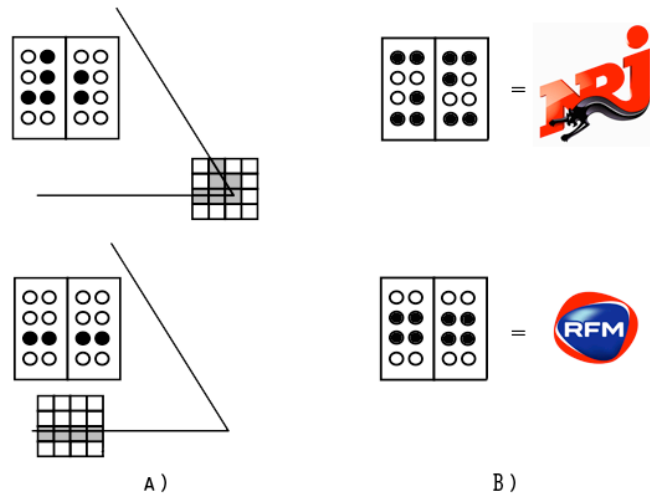 =
NRJ
=
RFM
A)
B)